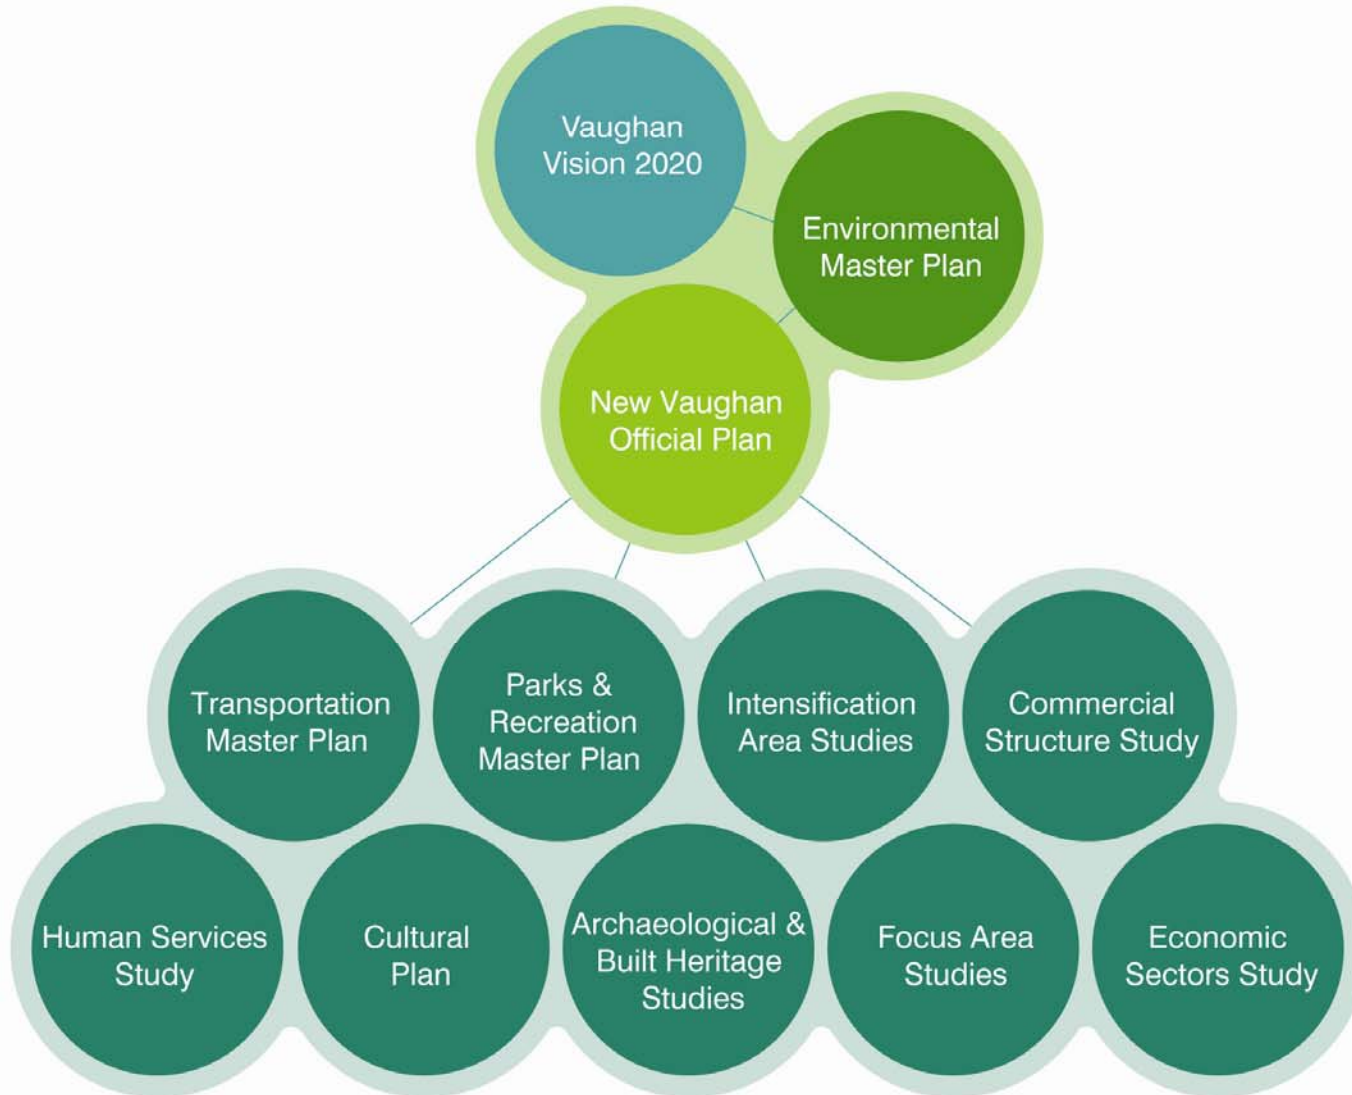 Vaughan
Vision 2020
Environmental
Master Plan
New Vaughan
Official Plan
Transportation
Master Plan
Parks &
Recreation
Master Plan
Intensification
Area Studies
Commercial
Structure Study
Human Services
Study
Cultural
Plan
Archaeological &
Built Heritage
Studies
Focus Area
Studies
Economic
Sectors Study